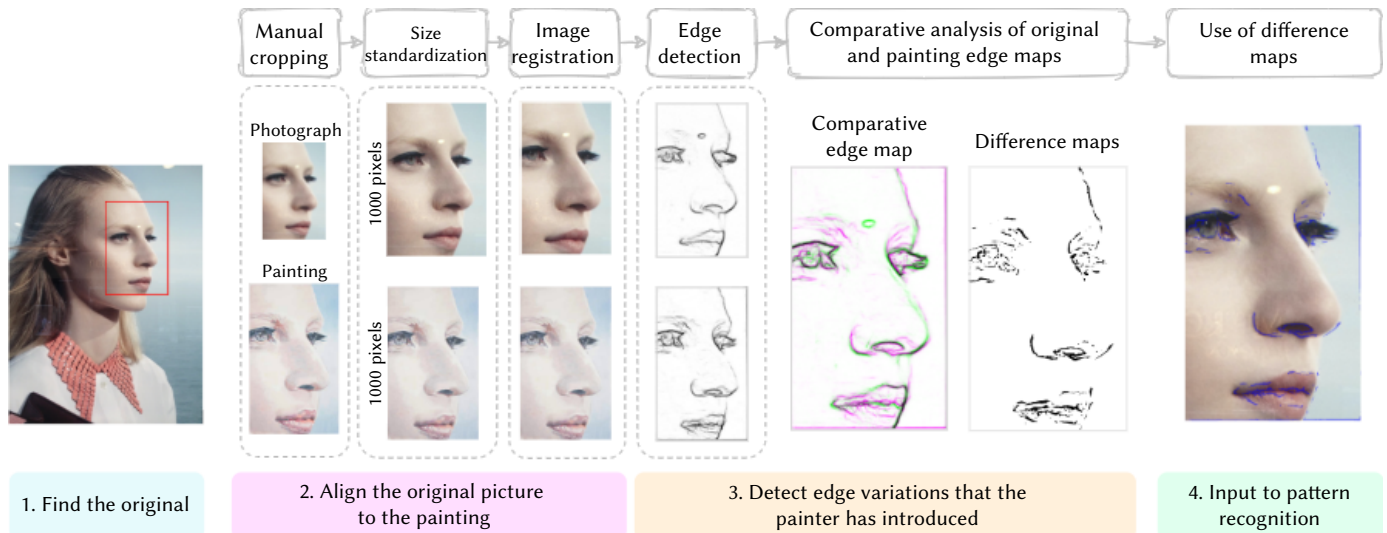 Manual
cropping
Size
standardization
Image
registration
Edge
detection
Comparative analysis of original
and painting edge maps
Use of difference
maps
Photograph
Painting
1000 pixels
1000 pixels
Comparative
edge map
Difference maps
1. Find the original
2. Align the original picture
to the painting
3. Detect edge variations that the
painter has introduced
4. Input to pattern
recognition